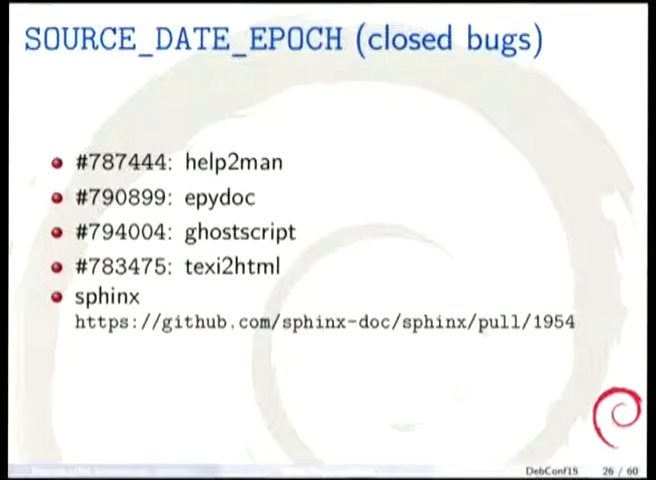 SOURCE_DATE_EPOCH (closed bugs)
#787444: help2man
#790899: epydoc
#794004: ghostscript
#783475: texi2html
sphinx
https://github.com/sphinx-doc/sphinx/pull/1954
DebConf15 26 / 60